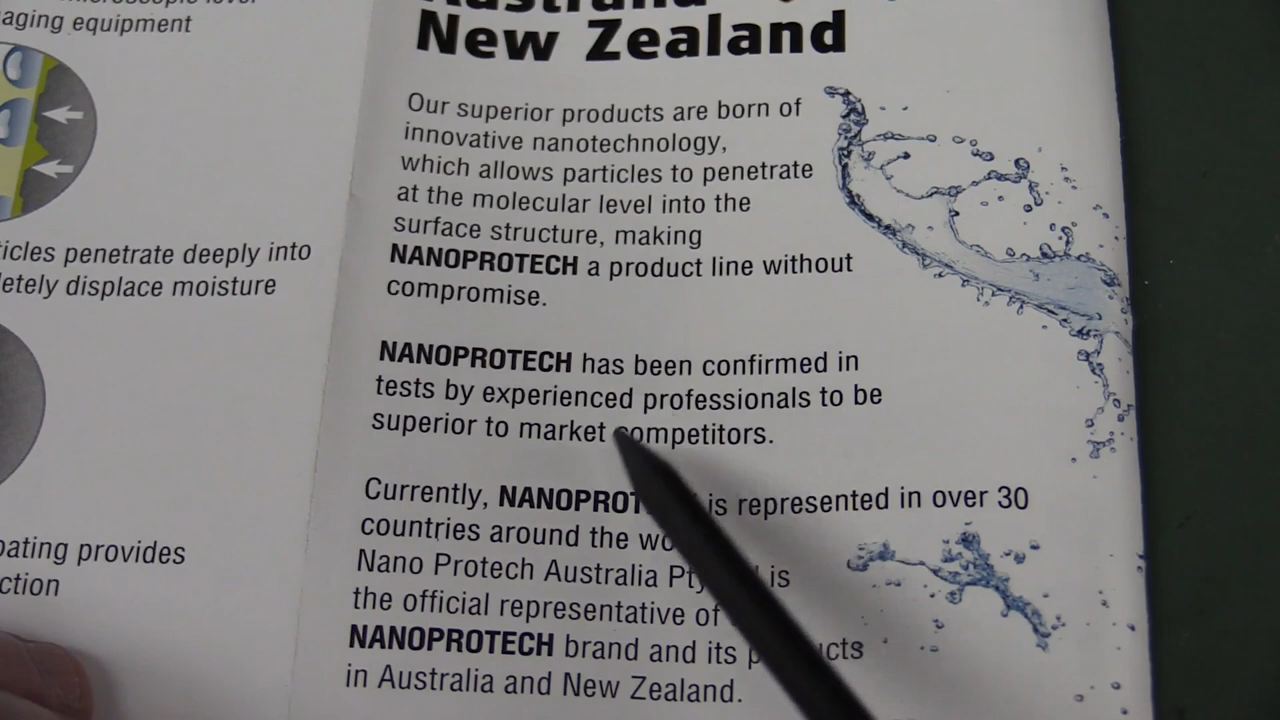 aging equipment
ticles penetrate deeply into
letely displace moisture
oating provides
ction
Australia
New Zealand
Our superior products are born of
innovative nanotechnology,
which allows particles to penetrate
at the molecular level into the
surface structure, making
NANOPROTECH a product line without
compromise.
NANOPROTECH has been confirmed in
tests by experienced professionals to be
superior to market competitors.
Currently, NANOPROT is represented in over 30
countries around the wo
Nano Protech Australia Pty is
the official representative of
NANOPROTECH brand and its p ucts
in Australia and New Zealand.